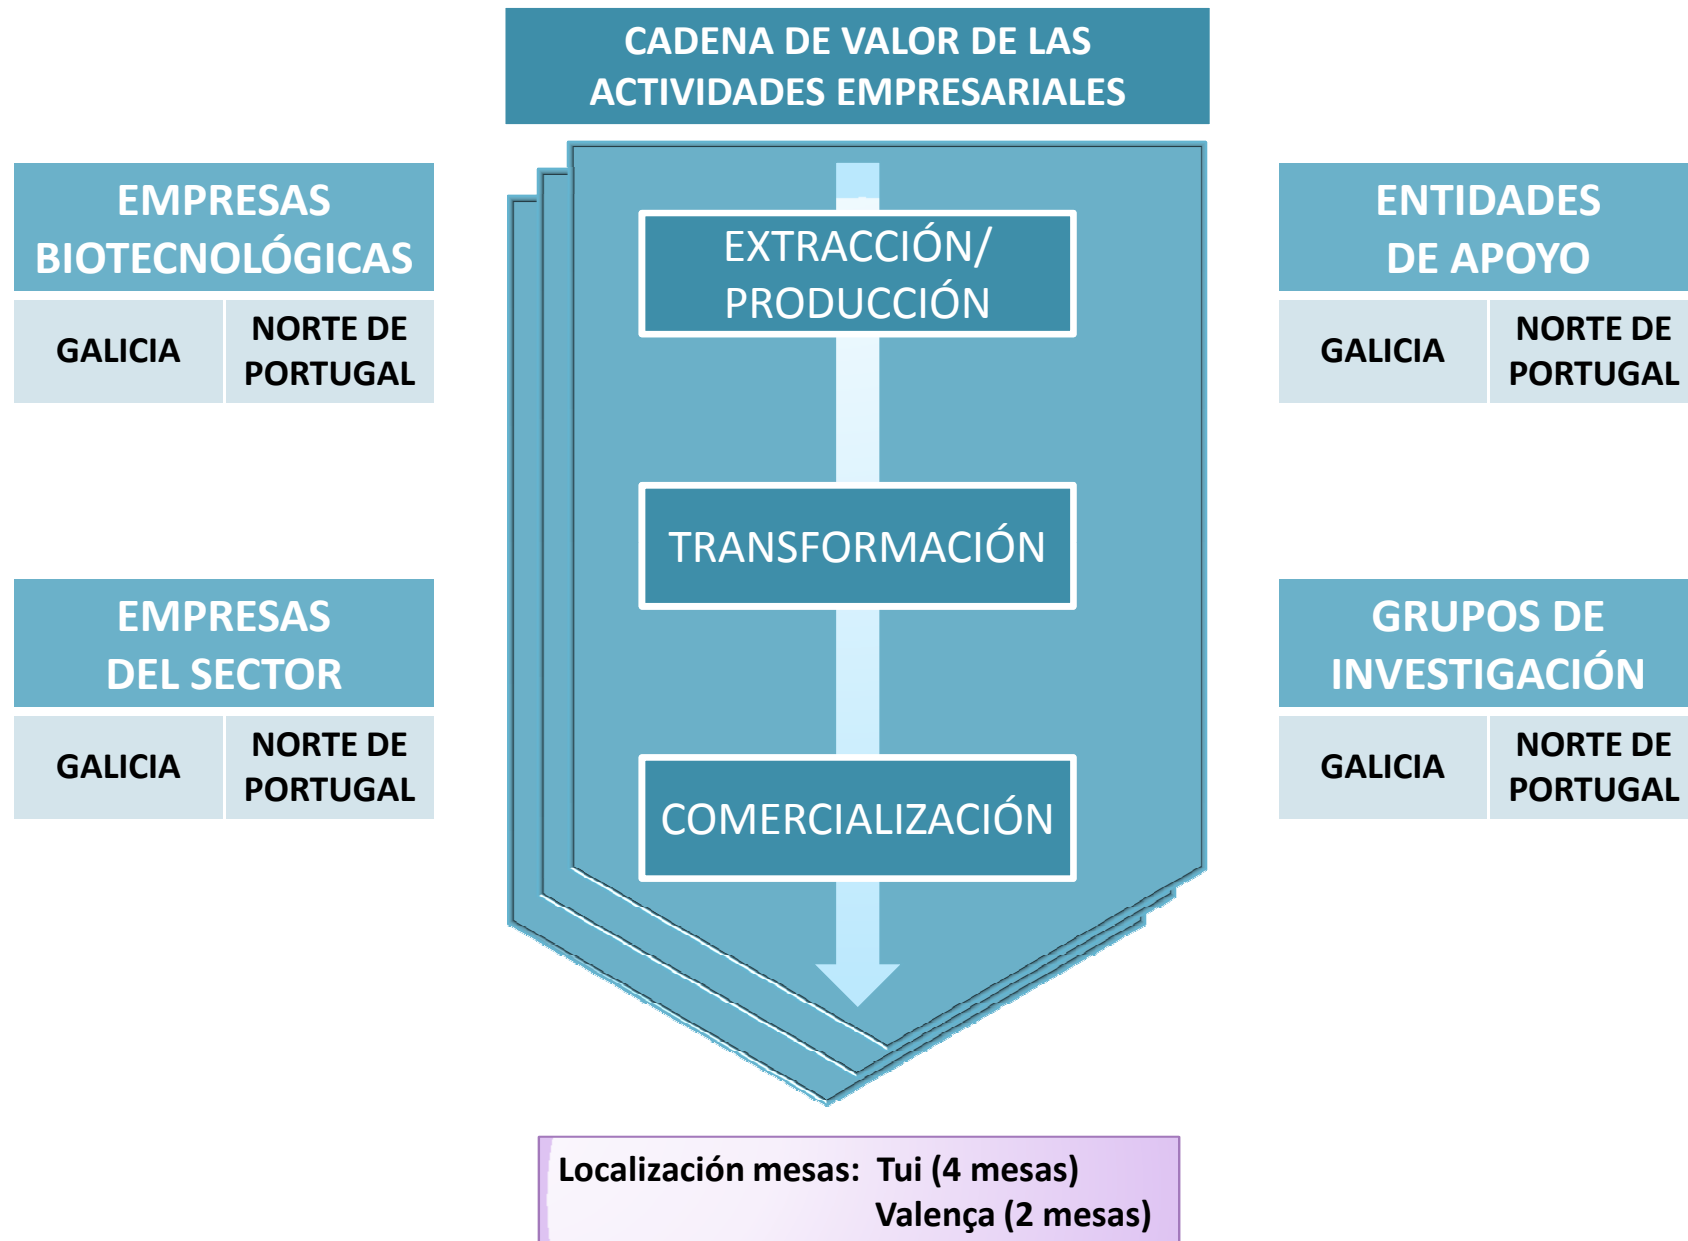 CADENA DE VALOR DE LAS
ACTIVIDADES EMPRESARIALES
EMPRESAS
BIOTECNOLÓGICAS
GALICIA
NORTE DE
PORTUGAL
EMPRESAS
DEL SECTOR
GALICIA
NORTE DE
PORTUGAL
EXTRACCIÓN/
PRODUCCIÓN
TRANSFORMACIÓN
COMERCIALIZACIÓN
ENTIDADES
DE APOYO
GALICIA
NORTE DE
PORTUGAL
GRUPOS DE
INVESTIGACIÓN
GALICIA
NORTE DE
PORTUGAL
Localización mesas: Tui (4 mesas)
Valença (2 mesas)